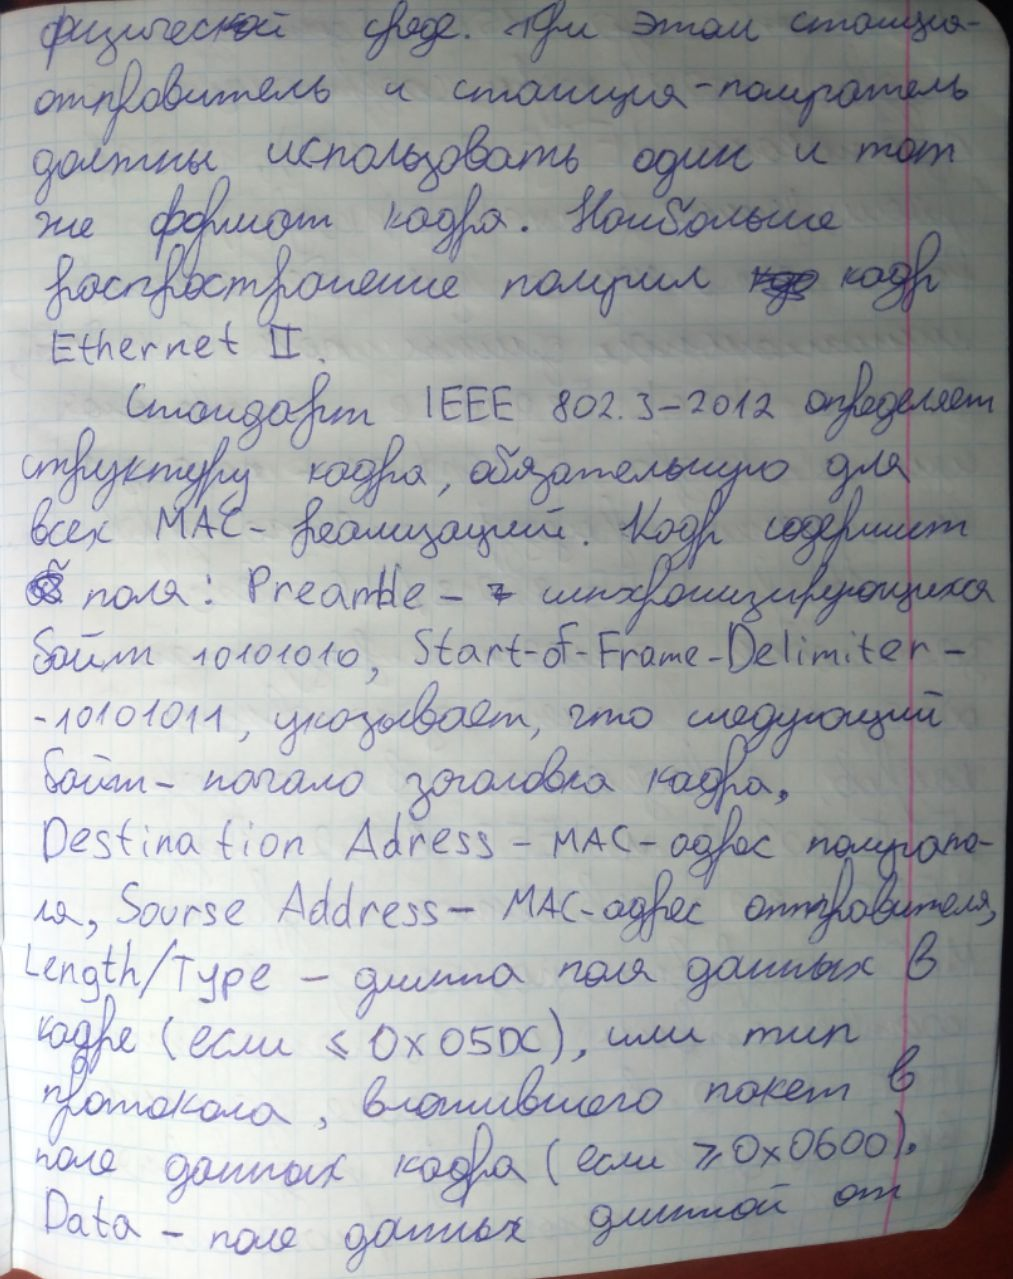 физической среде. При этом станция-
отправитель и станция-получатель
должны использовать один и тот
же формат кадра. Наибольше
распространение получил кадр
Ethernet II.
Стандарт IEEE 802.3-2012 определяет
структуру кадра, обязательную для
всех MAC-реализаций. Кадр содержит
поля: Preamble - 7 синхронизирующихся
байт 10101010, Start-of-Frame-Delimiter -
-10101011, указывает, что следующий
байт - начало заголовка кадра,
Destination Adress - MAC-адрес получате-
ля, Sourse Address - MAC-адрес отправителя,
Length/Type - длинна поля данных в
кадре (если ≤ 0x05DC), или тип
протокола, вложившего пакет в
поле данных кадра (если ≥ 0x0600).
Data - поле данных длинной от